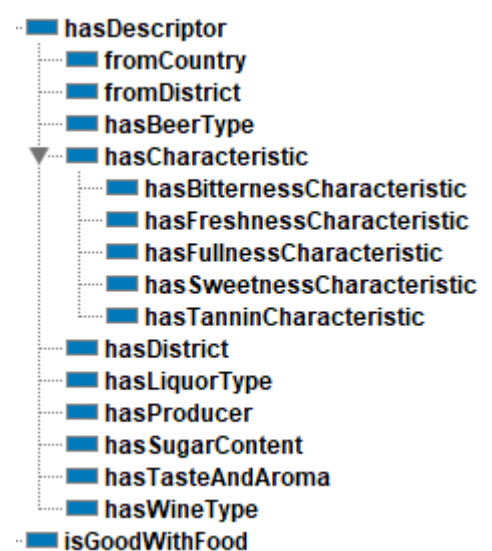 hasDescriptor
fromCountry
fromDistrict
hasBeerType
hasCharacteristic
hasBitternessCharacteristic
hasFreshnessCharacteristic
hasFullnessCharacteristic
hasSweetnessCharacteristic
hasTanninCharacteristic
hasDistrict
hasLiquorType
hasProducer
hasSugarContent
hasTasteAndAroma
hasWineType
isGoodWithFood